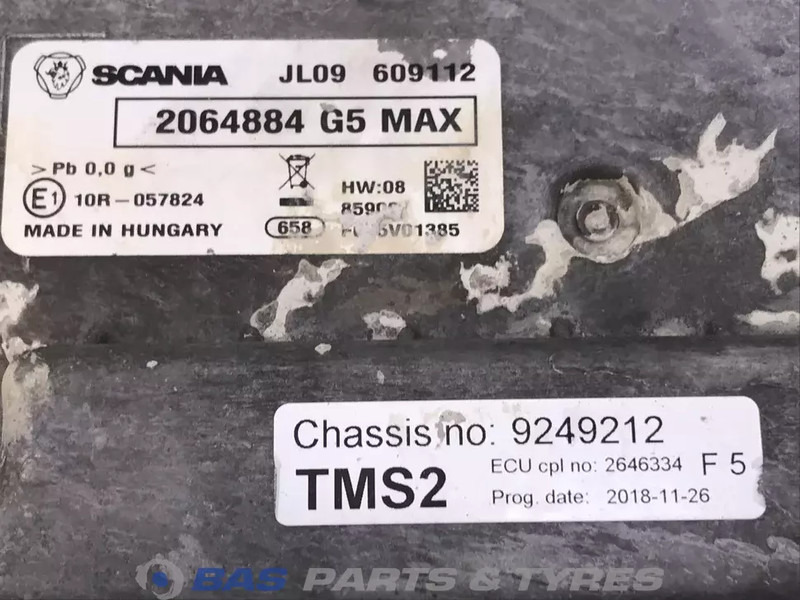 SCANIA JL09 609112
2064884 G5 MAX
>Pb 0,0 g<
HW:08
E1 10R-057824
MADE IN HUNGARY 658
Chassis no: 9249212
TMS2 ECU cpl no: 2646334 F 5
Prog. date: 2018-11-26
BAS PARTS & TYRES